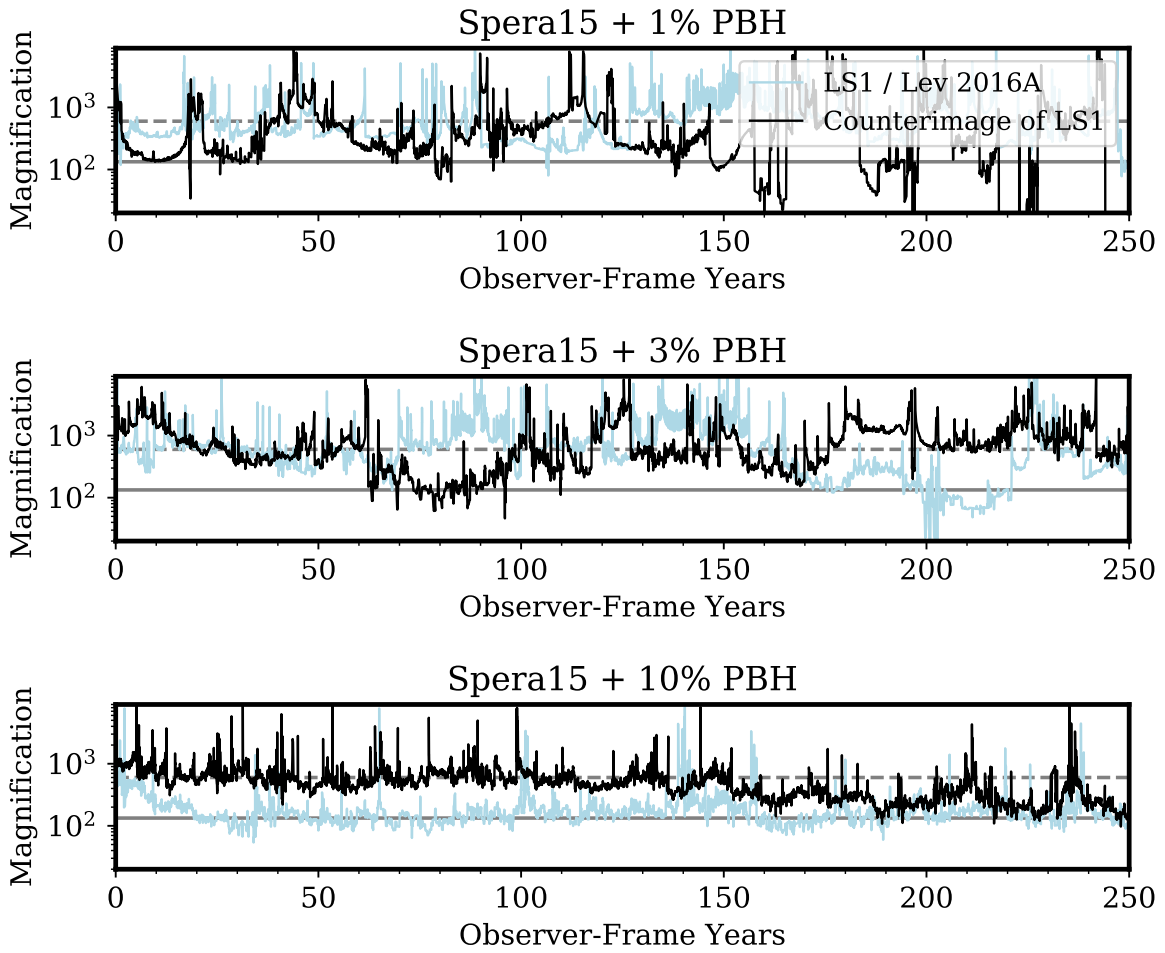 Spera15 + 1% PBH
Magnification
10³
10²
LS1 / Lev 2016A
Counterimage of LS1
0 50 100 150 200 250
Observer-Frame Years
Spera15 + 3% PBH
Magnification
10³
10²
0 50 100 150 200 250
Observer-Frame Years
Spera15 + 10% PBH
Magnification
10³
10²
0 50 100 150 200 250
Observer-Frame Years